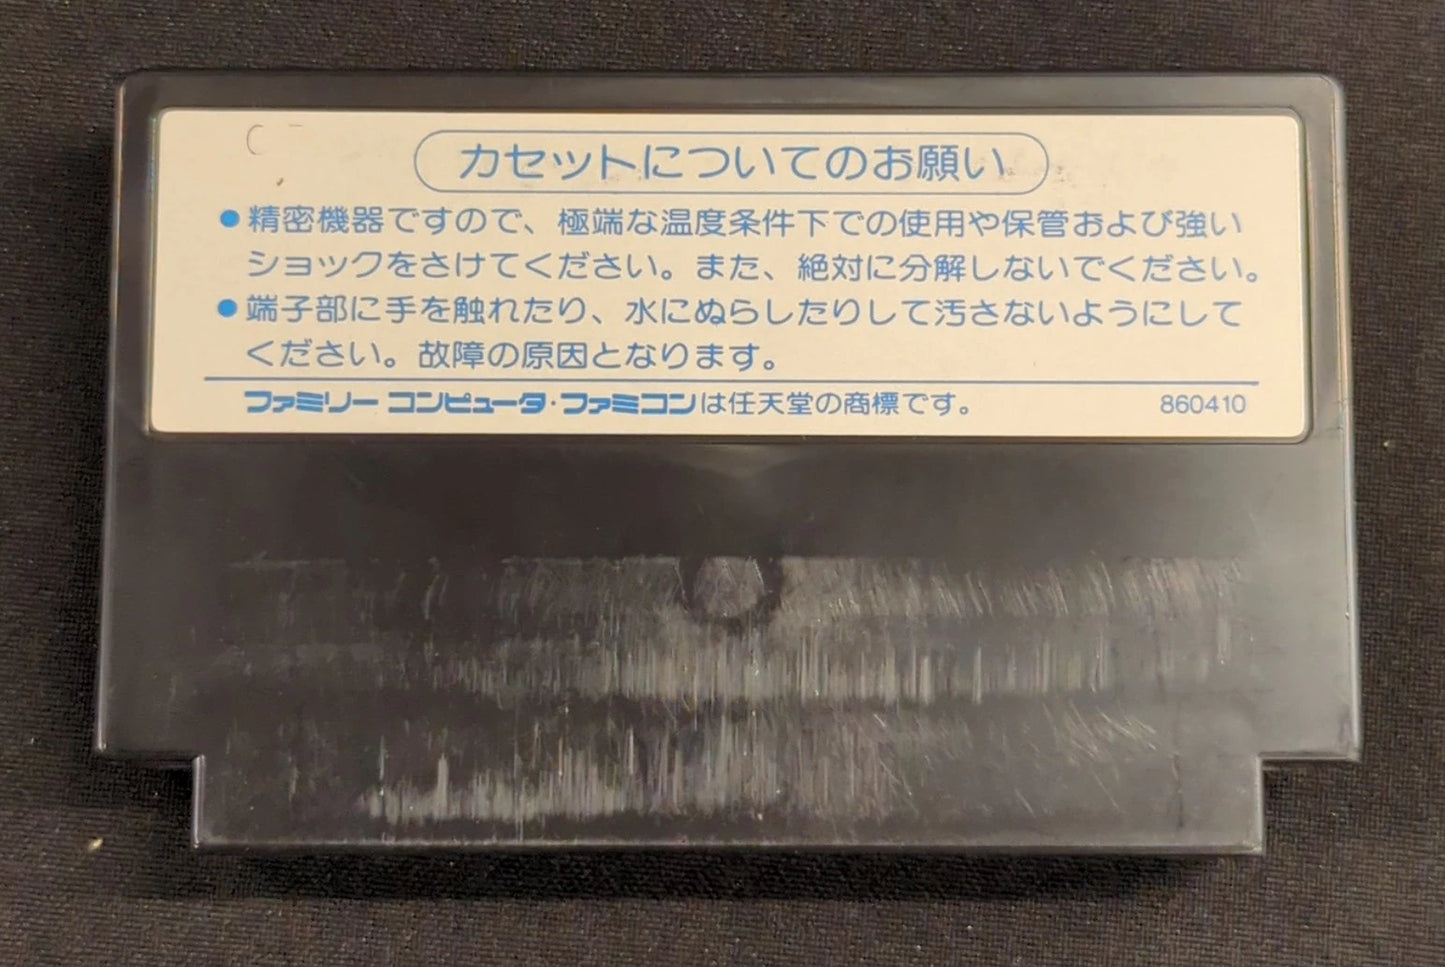 カセットについてのお願い
●精密機器ですので、極端な温度条件下での使用や保管および強い
ショックをさけてください。また、絶対に分解しないでください。
●端子部に手を触れたり、水にぬらしたりして汚さないようにして
ください。故障の原因となります。
ファミリー コンピュータ・ファミコンは任天堂の商標です。 860410